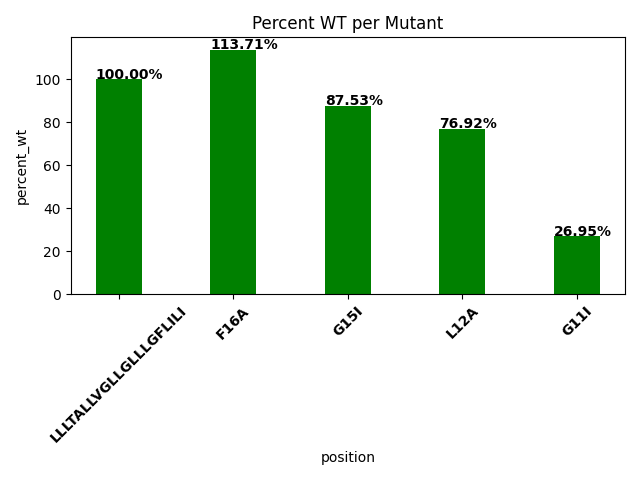 Percent WT per Mutant
percent_wt
100
80
60
40
20
0
100.00%
113.71%
87.53%
76.92%
26.95%
LLLTALLVGLLGLLLGFLILI
F16A
G15I
L12A
G11I
position